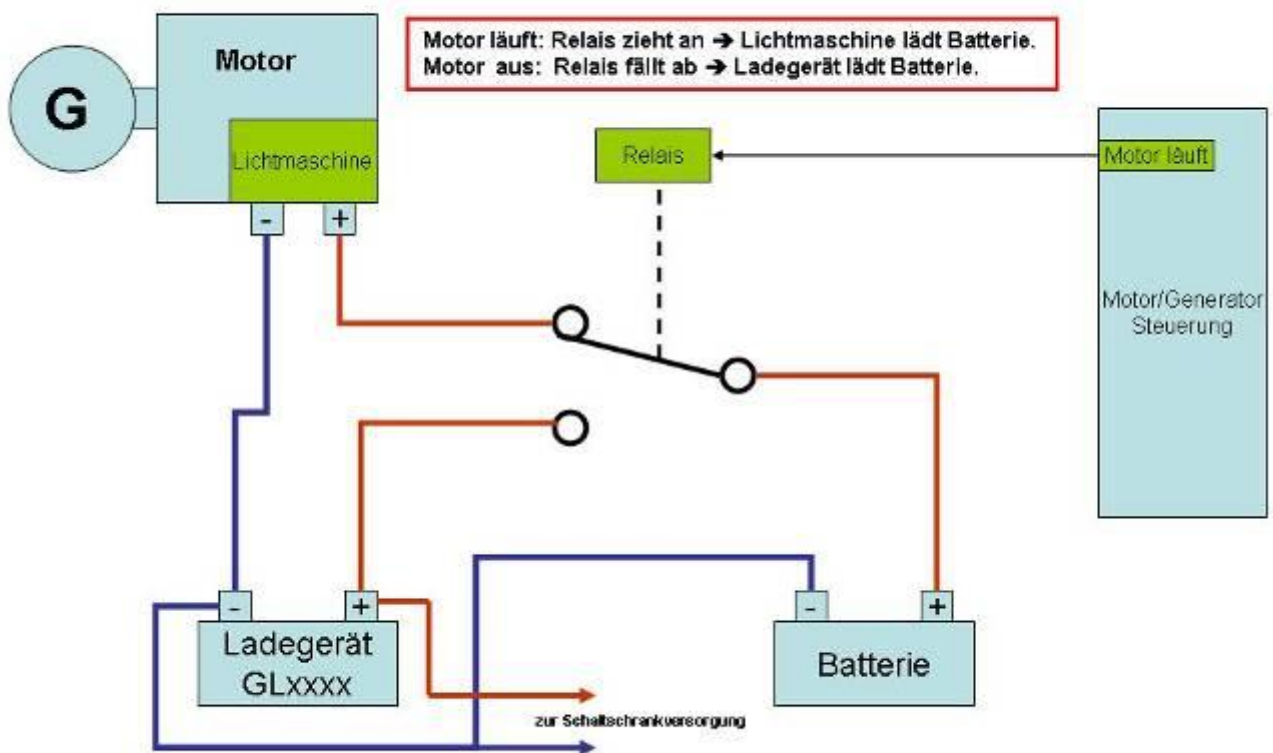 Motor läuft: Relais zieht an → Lichtmaschine lädt Batterie.
Motor aus: Relais fällt ab → Ladegerät lädt Batterie.
Motor
G
Lichtmaschine
- +
Relais
Motor läuft
Motor/Generator
Steuerung
- +
Ladegerät
GLxxxx
- +
Batterie
zur Schaltschrankversorgung